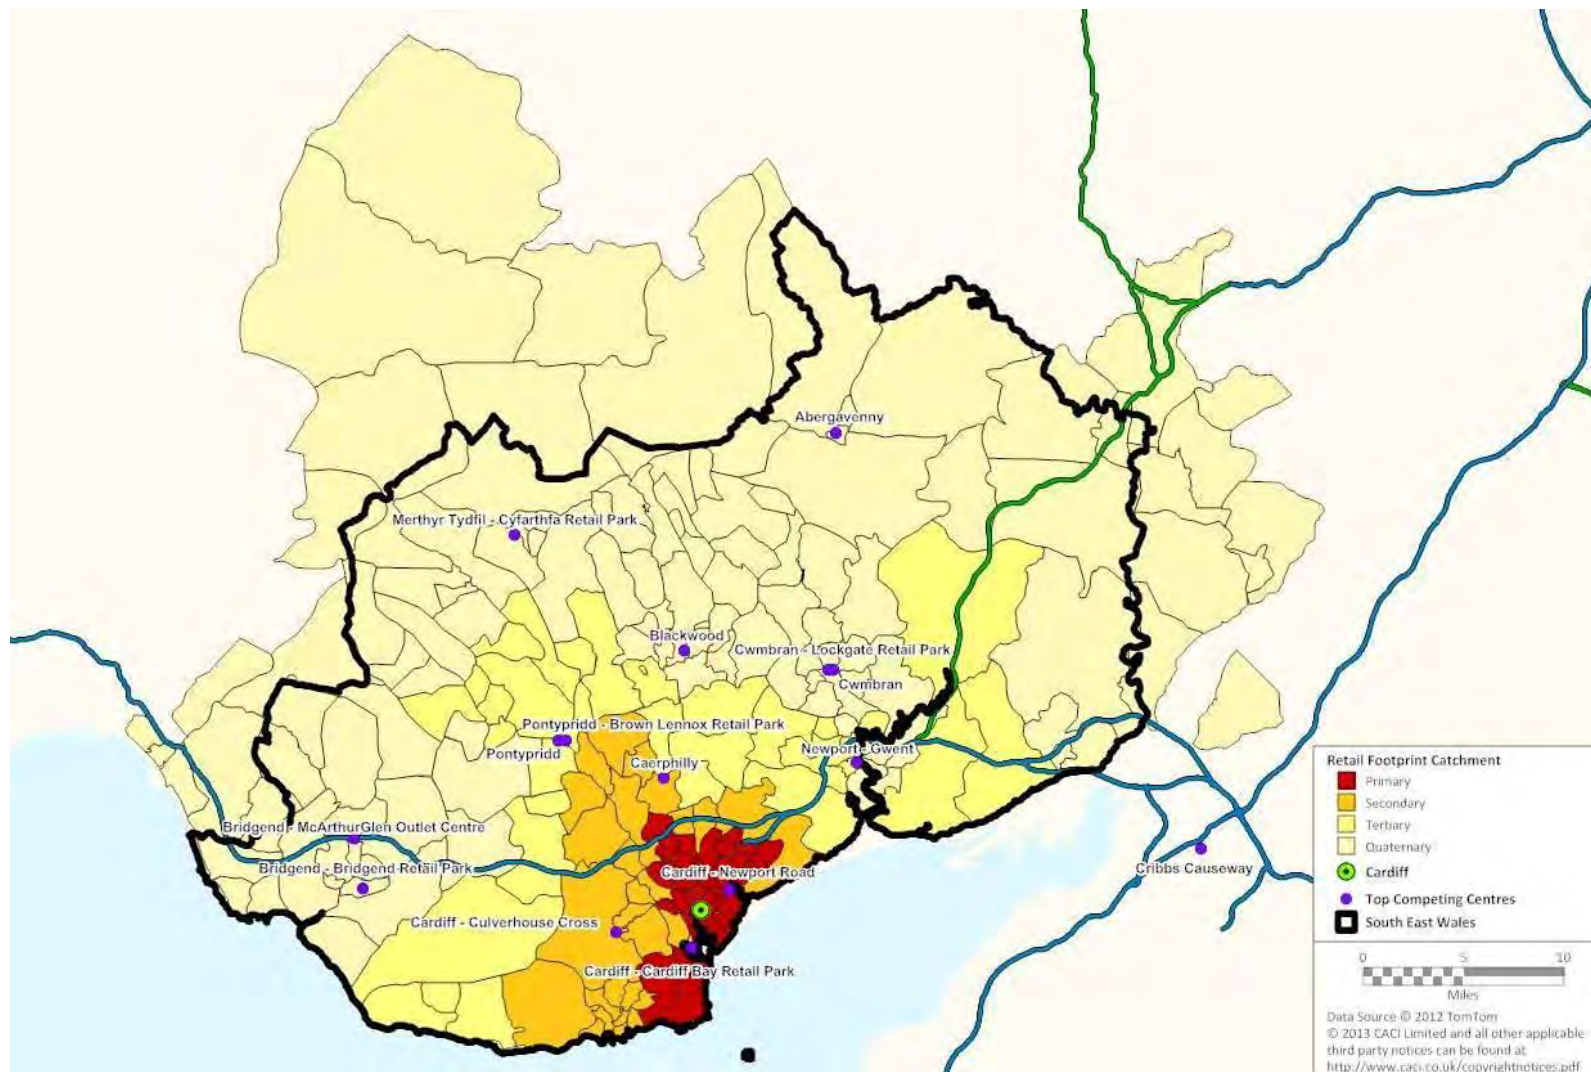 Abergavenny
Merthyr Tydfil - Cyfarthfa Retail Park
Blackwood
Cwmbran - Lockgate Retail Park
Cwmbran
Pontypridd - Brown Lennox Retail Park
Pontypridd
Newport - Gwent
Caerphilly
Bridgend - McArthurGlen Outlet Centre
Bridgend - Bridgend Retail Park
Cardiff - Newport Road
Cribbs Causeway
Cardiff - Culverhouse Cross
Cardiff - Cardiff Bay Retail Park
Retail Footprint Catchment
Primary
Secondary
Tertiary
Quaternary
Cardiff
Top Competing Centres
South East Wales
0 5 10
Miles
Data Source © 2012 TomTom
© 2013 CACI Limited and all other applicable
third party notices can be found at
http://www.caci.co.uk/copyrightnotices.pdf